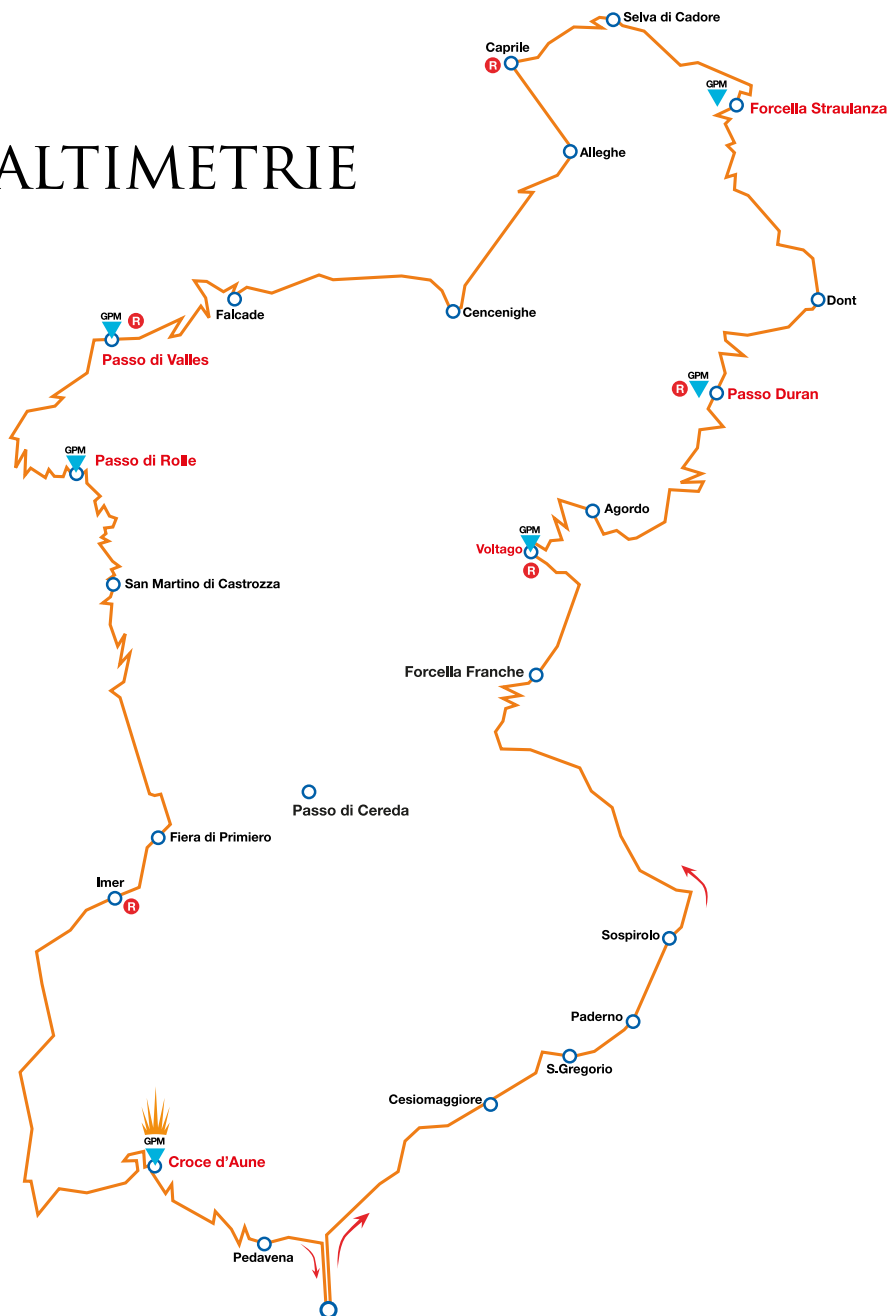 Selva di Cadore
Caprile
R
GPM
Forcella Straulanza
ALTIMETRIE
Alleghe
Falcade
Cencenighe
Dont
GPM
R
Passo di Valles
GPM
R
Passo Duran
GPM
Passo di Rolle
Agordo
GPM
Voltago
R
San Martino di Castrozza
Forcella Franche
Passo di Cereda
Fiera di Primiero
Imer
R
Sospirolo
Paderno
S.Gregorio
Cesiomaggiore
GPM
Croce d'Aune
Pedavena